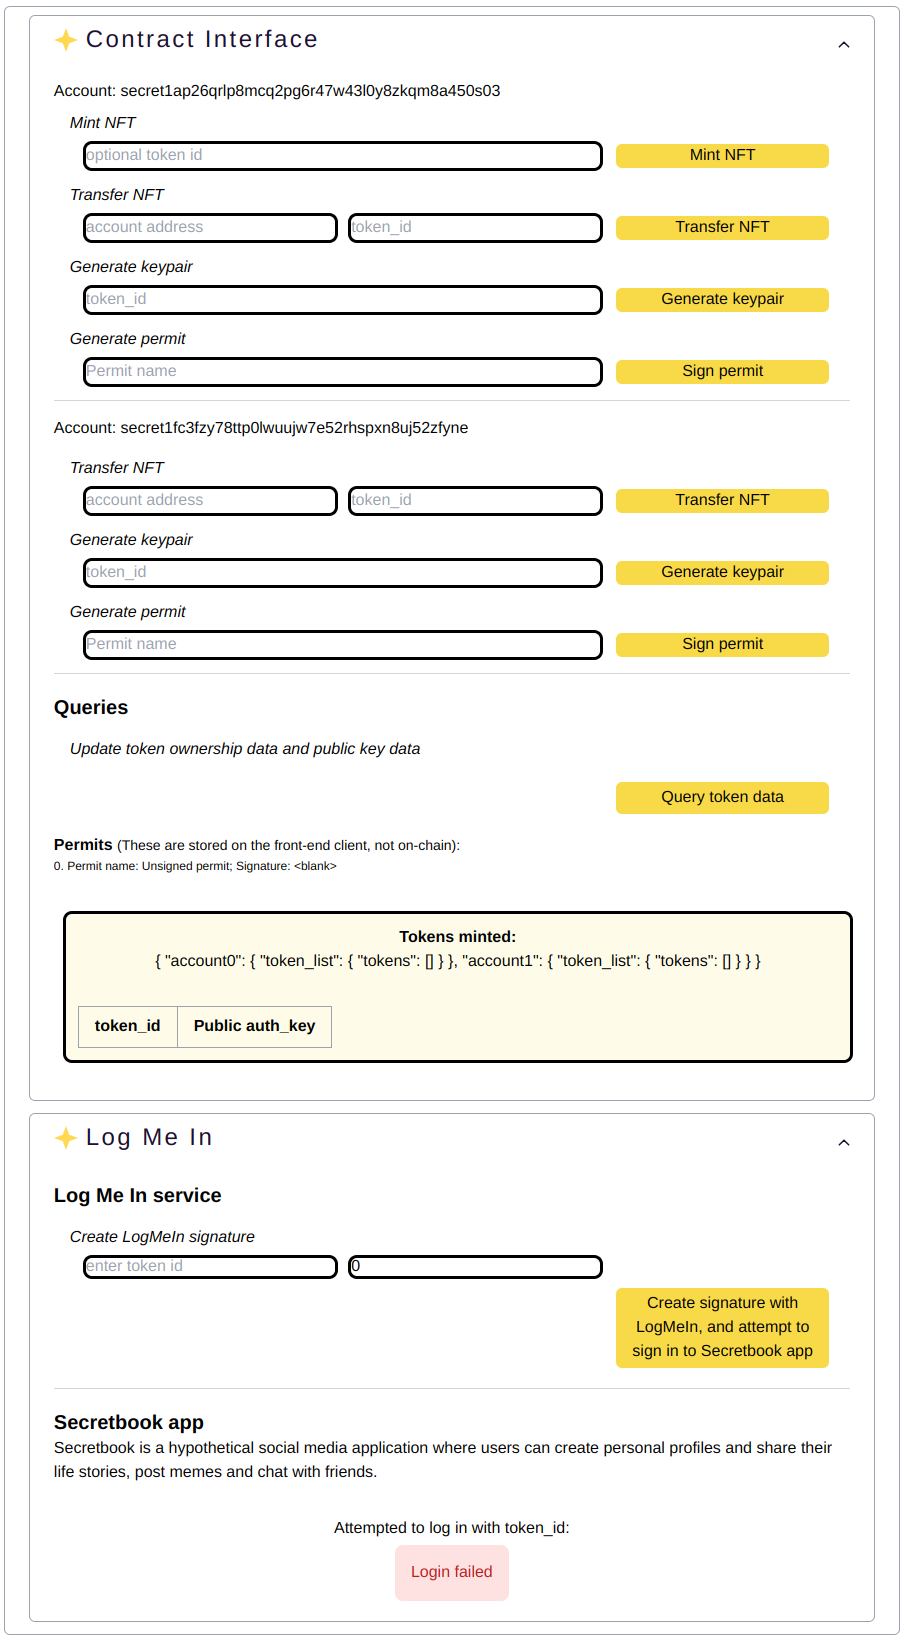 Contract Interface
Account: secret1ap26qrlp8mcq2pg6r47w43l0y8zkqm8a450s03
Mint NFT
optional token id
Mint NFT
Transfer NFT
account address
token_id
Transfer NFT
Generate keypair
token_id
Generate keypair
Generate permit
Permit name
Sign permit
Account: secret1fc3fzy78ttp0lwuujw7e52rhspxn8uj52zfyne
Transfer NFT
account address
token_id
Transfer NFT
Generate keypair
token_id
Generate keypair
Generate permit
Permit name
Sign permit
Queries
Update token ownership data and public key data
Query token data
Permits (These are stored on the front-end client, not on-chain):
0. Permit name: Unsigned permit; Signature: <blank>
Tokens minted:
{ "account0": { "token_list": { "tokens": [] } }, "account1": { "token_list": { "tokens": [] } } }
token_id
Public auth_key
Log Me In
Log Me In service
Create LogMeIn signature
enter token id
0
Create signature with
LogMeIn, and attempt to
sign in to Secretbook app
Secretbook app
Secretbook is a hypothetical social media application where users can create personal profiles and share their
life stories, post memes and chat with friends.
Attempted to log in with token_id:
Login failed